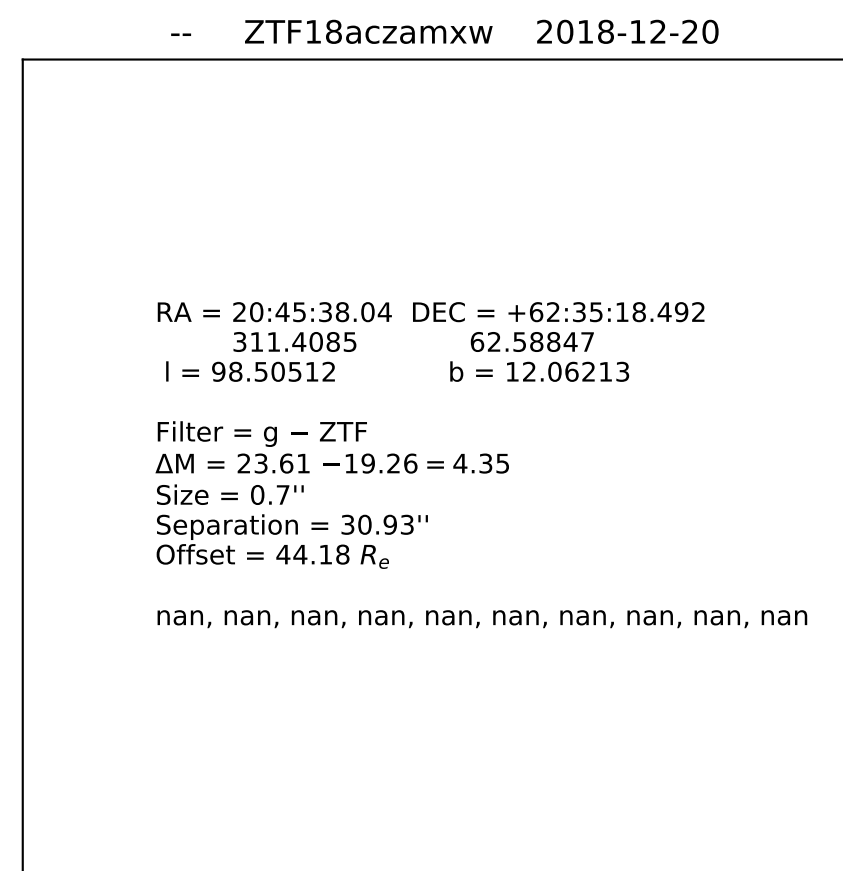 -- ZTF18aczamxw 2018-12-20
RA = 20:45:38.04 DEC = +62:35:18.492
311.4085 62.58847
l = 98.50512 b = 12.06213
Filter = g − ZTF
ΔM = 23.61 −19.26 = 4.35
Size = 0.7''
Separation = 30.93''
Offset = 44.18 Re
nan, nan, nan, nan, nan, nan, nan, nan, nan, nan